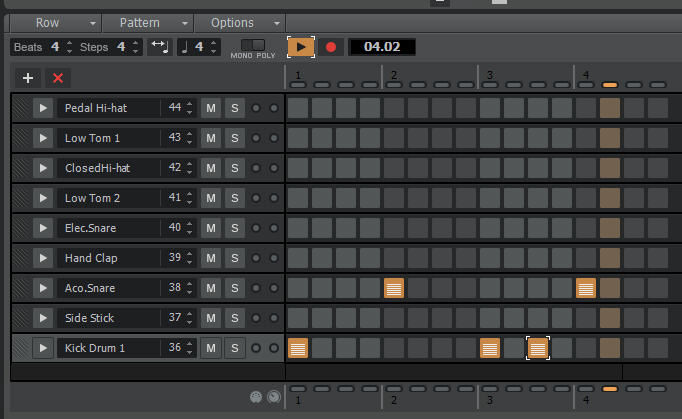 Row Pattern Options
Beats 4 Steps 4 4 MONO POLY 04.02
1 2 3 4
Pedal Hi-hat 44 M S
Low Tom 1 43 M S
ClosedHi-hat 42 M S
Low Tom 2 41 M S
Elec.Snare 40 M S
Hand Clap 39 M S
Aco.Snare 38 M S
Side Stick 37 M S
Kick Drum 1 36 M S
1 2 3 4